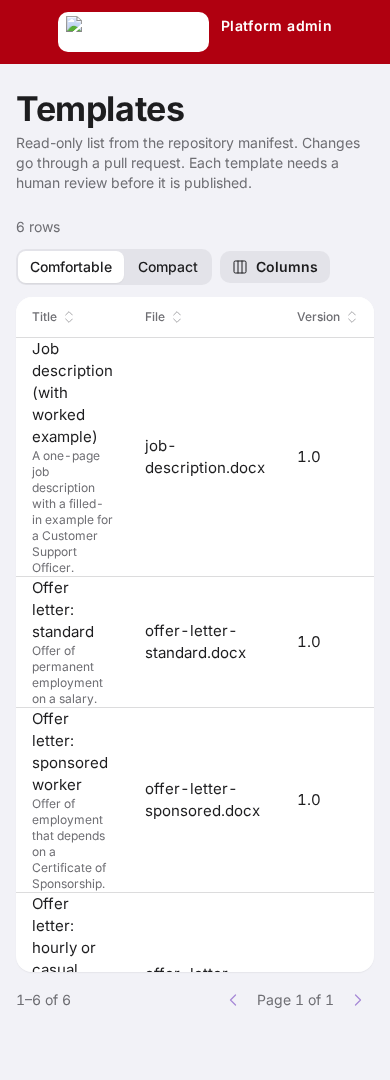 Platform admin
Templates
Read-only list from the repository manifest. Changes
go through a pull request. Each template needs a
human review before it is published.
6 rows
Comfortable
Compact
Columns
Title
File
Version
Job
description
(with
worked
example)
A one-page
job
description
with a filled-
in example for
a Customer
Support
Officer.
job-
description.docx
1.0
Offer
letter:
standard
Offer of
permanent
employment
on a salary.
offer-letter-
standard.docx
1.0
Offer
letter:
sponsored
worker
Offer of
employment
that depends
on a
Certificate of
Sponsorship.
offer-letter-
sponsored.docx
1.0
Offer
letter:
hourly or
casual
offer-letter-
1–6 of 6
Page 1 of 1